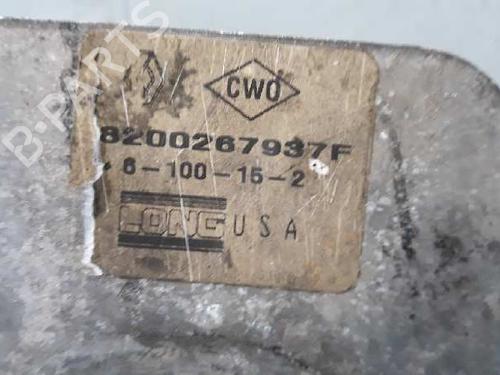 CWO
8200267937F
6-100-15-2
LONG USA
B-PARTS